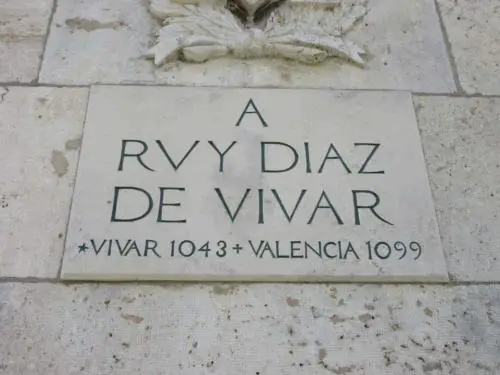 A
RVY DIAZ
DE VIVAR
*VIVAR 1043+VALENCIA 1099